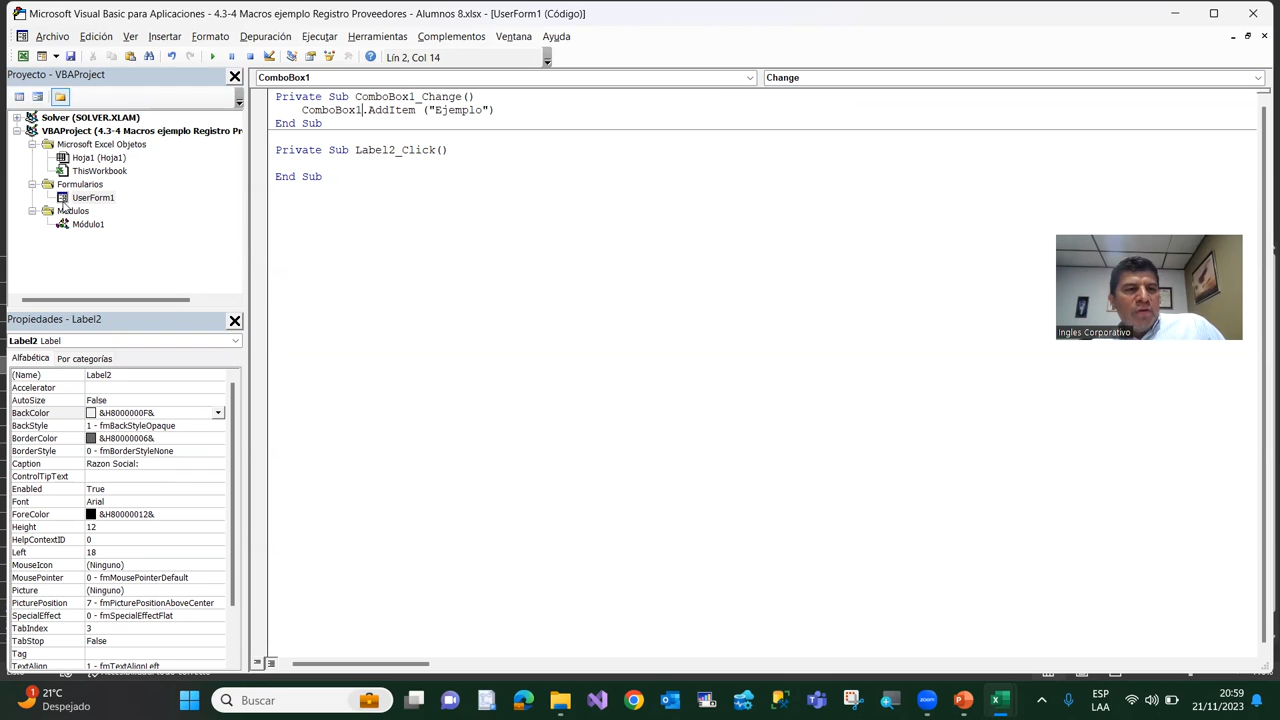 Microsoft Visual Basic para Aplicaciones - 4.3-4 Macros ejemplo Registro Proveedores - Alumnos 8.xlsx - [UserForm1 (Código)]
Archivo Edición Ver Insertar Formato Depuración Ejecutar Herramientas Complementos Ventana Ayuda
Lín 2, Col 14
Proyecto - VBAProject
ComboBox1
Change
Solver (SOLVER.XLAM)
VBAProject (4.3-4 Macros ejemplo Registro Pr
Microsoft Excel Objetos
Hoja1 (Hoja1)
ThisWorkbook
Formularios
UserForm1
Módulos
Módulo1
Private Sub ComboBox1_Change()
ComboBox1.AddItem ("Ejemplo")
End Sub
Private Sub Label2_Click()
End Sub
Ingles Corporativo
Propiedades - Label2
Label2 Label
Alfabética Por categorías
(Name) Label2
Accelerator
AutoSize False
BackColor &H8000000F&
BackStyle 1 - fmBackStyleOpaque
BorderColor &H80000006&
BorderStyle 0 - fmBorderStyleNone
Caption Razon Social:
ControlTipText
Enabled True
Font Arial
ForeColor &H80000012&
Height 12
HelpContextID 0
Left 18
MouseIcon (Ninguno)
MousePointer 0 - fmMousePointerDefault
Picture (Ninguno)
PicturePosition 7 - fmPicturePositionAboveCenter
SpecialEffect 0 - fmSpecialEffectFlat
TabIndex 3
TabStop False
Tag
TextAlign 1 - fmTextAlignLeft
21°C
Despejado
Buscar
ESP
LAA
20:59
21/11/2023